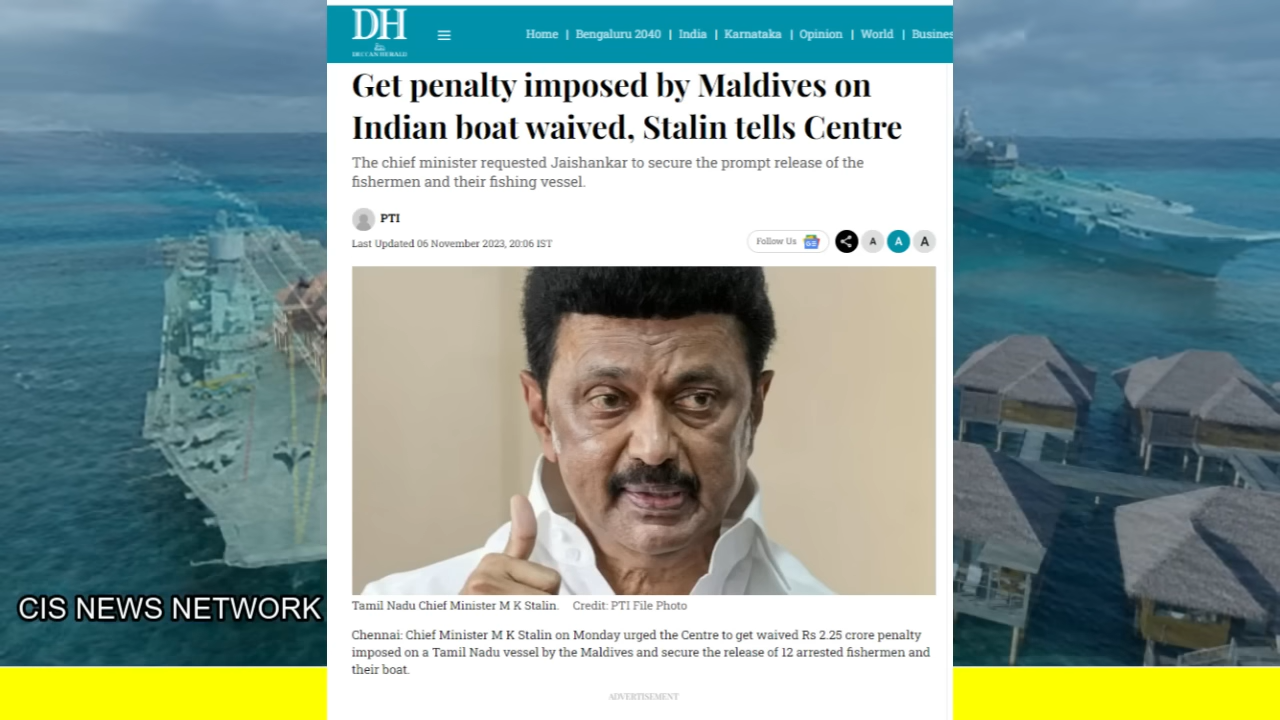 DH
DECCAN HERALD
Home | Bengaluru 2040 | India | Karnataka | Opinion | World | Busines
Get penalty imposed by Maldives on
Indian boat waived, Stalin tells Centre
The chief minister requested Jaishankar to secure the prompt release of the
fishermen and their fishing vessel.
PTI
Last Updated 06 November 2023, 20:06 IST
Follow Us
A A A
CIS NEWS NETWORK
Tamil Nadu Chief Minister M K Stalin. Credit: PTI File Photo
Chennai: Chief Minister M K Stalin on Monday urged the Centre to get waived Rs 2.25 crore penalty
imposed on a Tamil Nadu vessel by the Maldives and secure the release of 12 arrested fishermen and
their boat.
ADVERTISEMENT